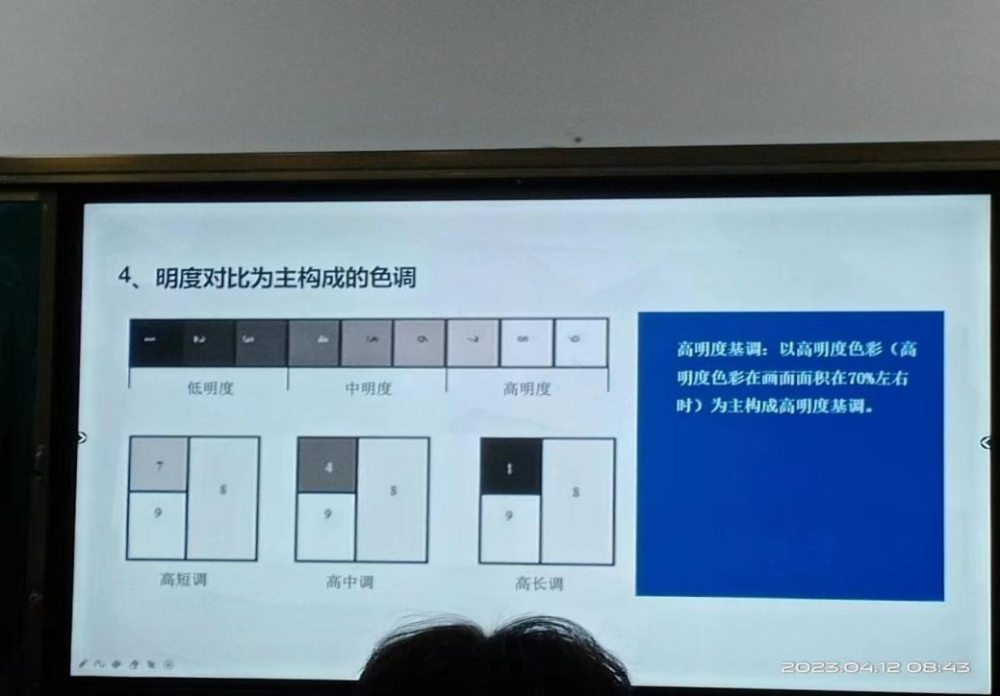 4、明度对比为主构成的色调
1 2 3 4 5 6 7 8 9
低明度 中明度 高明度
高明度基调：以高明度色彩（高
明度色彩在画面面积在70%左右
时）为主构成高明度基调。
7 8
9
高短调
4 8
9
高中调
1 8
9
高长调
2023.04.12 08:43